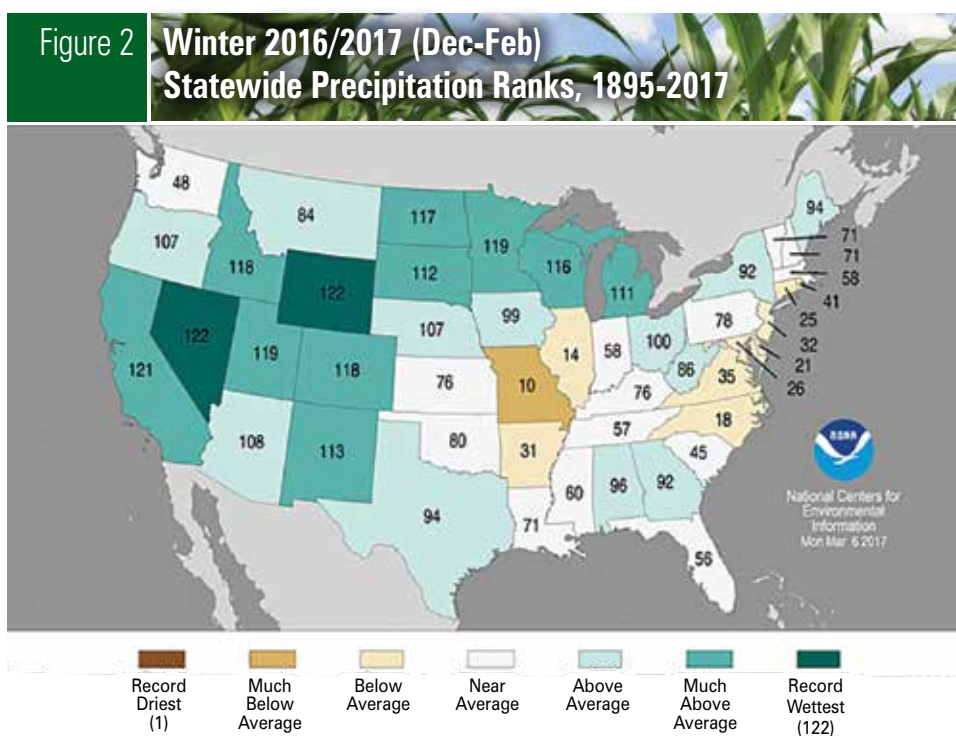 Figure 2
Winter 2016/2017 (Dec-Feb)
Statewide Precipitation Ranks, 1895-2017
48
84
117
94
107
119
71
118
112
116
92
71
122
111
58
99
41
107
78
25
122
119
100
32
121
118
14
58
86
21
76
10
35
26
76
108
113
80
31
57
18
noaa
45
94
60
96
92
71
56
National Centers for
Environmental
Information
Mon Mar 6 2017
Record
Driest
(1)
Much
Below
Average
Below
Average
Near
Average
Above
Average
Much
Above
Average
Record
Wettest
(122)